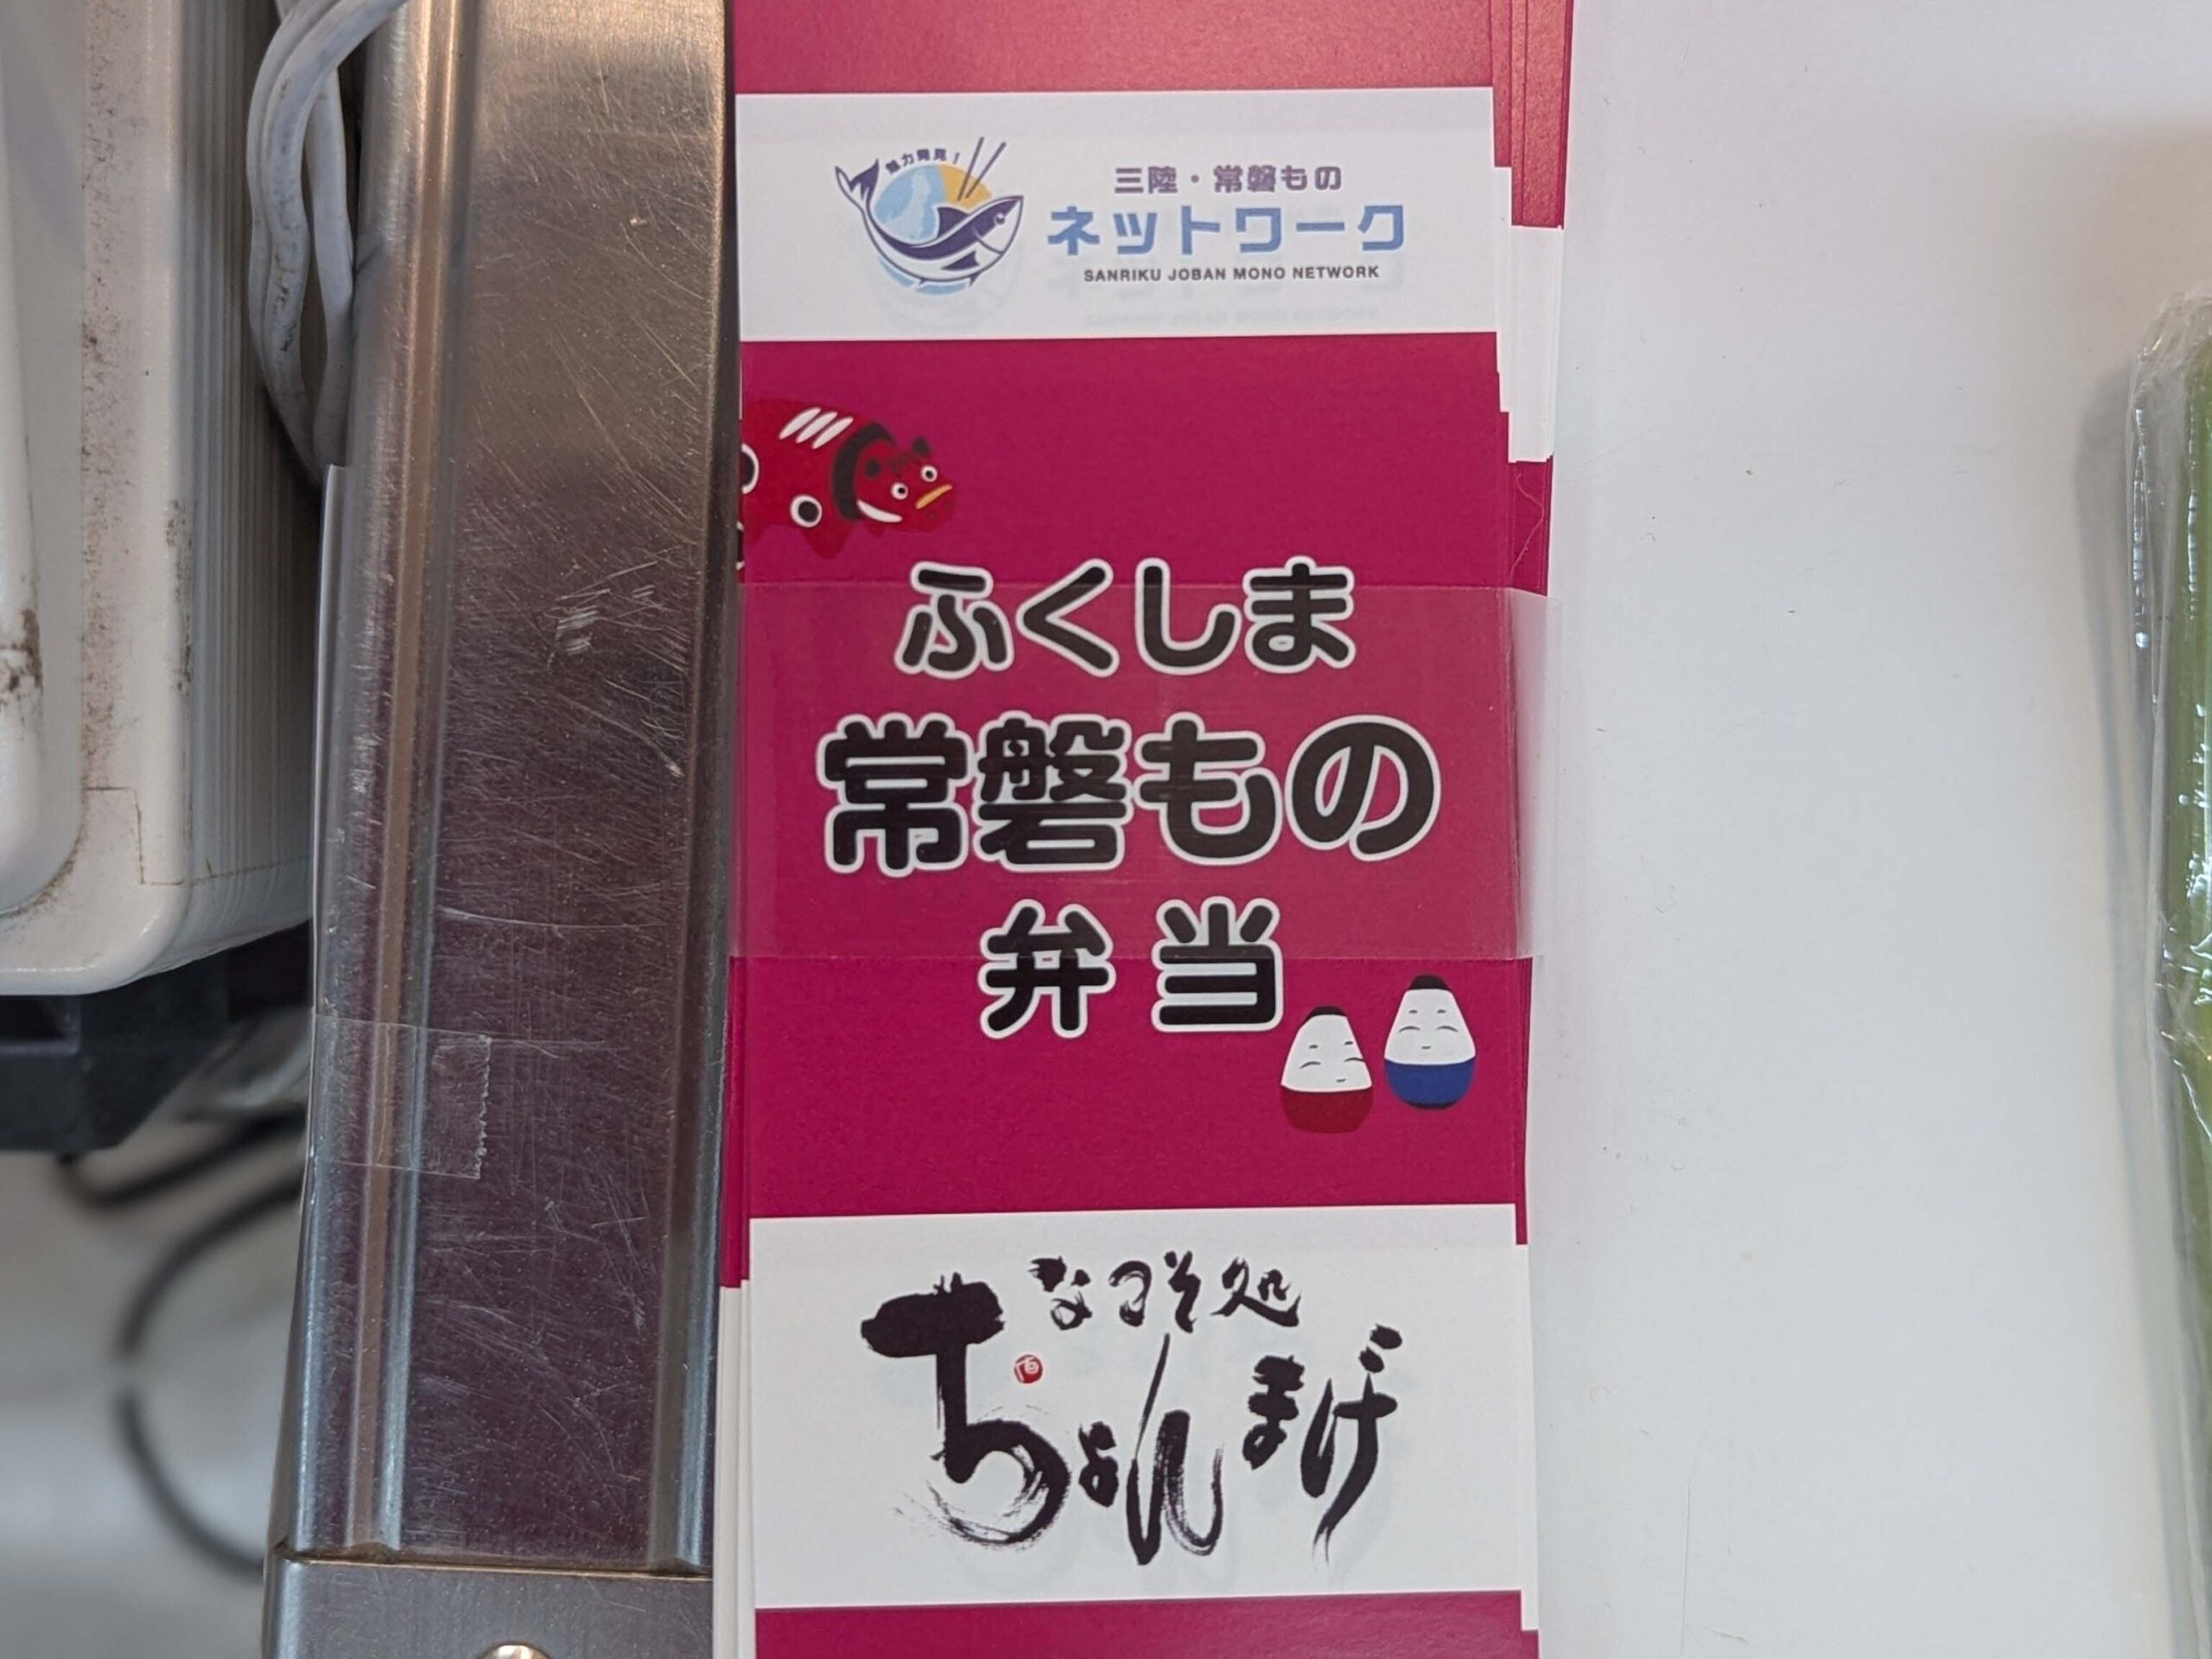 魅力発見!
三陸・常磐もの
ネットワーク
SANRIKU JOBAN MONO NETWORK
ふくしま
常磐もの
弁当
なつそ処
ちょんまげ